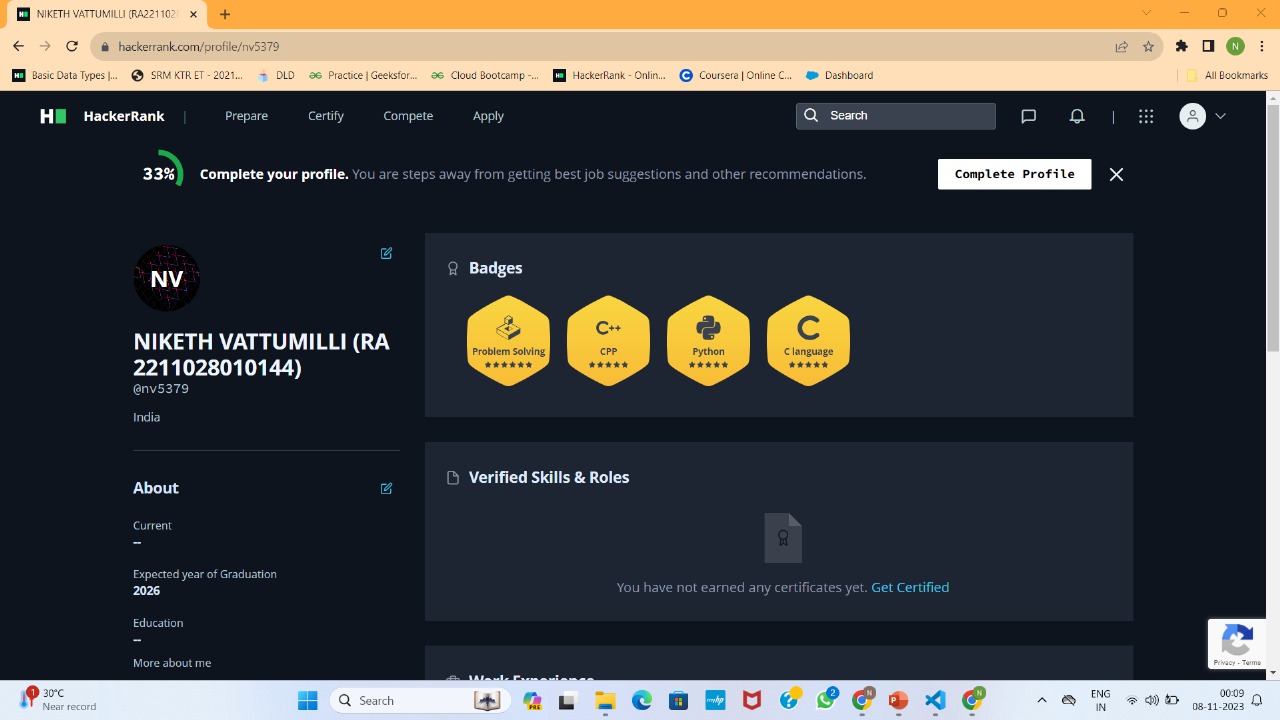 NIKETH VATTUMILLI (RA221102
hackerrank.com/profile/nv5379
N
Basic Data Types |... SRM KTR ET - 2021... DLD Practice | Geeksfor... Cloud Bootcamp -... HackerRank - Onlin... Coursera | Online C... Dashboard All Bookmarks
HackerRank | Prepare Certify Compete Apply Search
33% Complete your profile. You are steps away from getting best job suggestions and other recommendations. Complete Profile
NV
NIKETH VATTUMILLI (RA
2211028010144)
@nv5379
India
About
Current
--
Expected year of Graduation
2026
Education
--
More about me
Badges
C++ C
Problem Solving CPP Python C language
Verified Skills & Roles
You have not earned any certificates yet. Get Certified
Work Experience
Privacy - Terms
1 30°C
Near record
Search
PRE
2
N
N
ENG
IN
00:09
08-11-2023